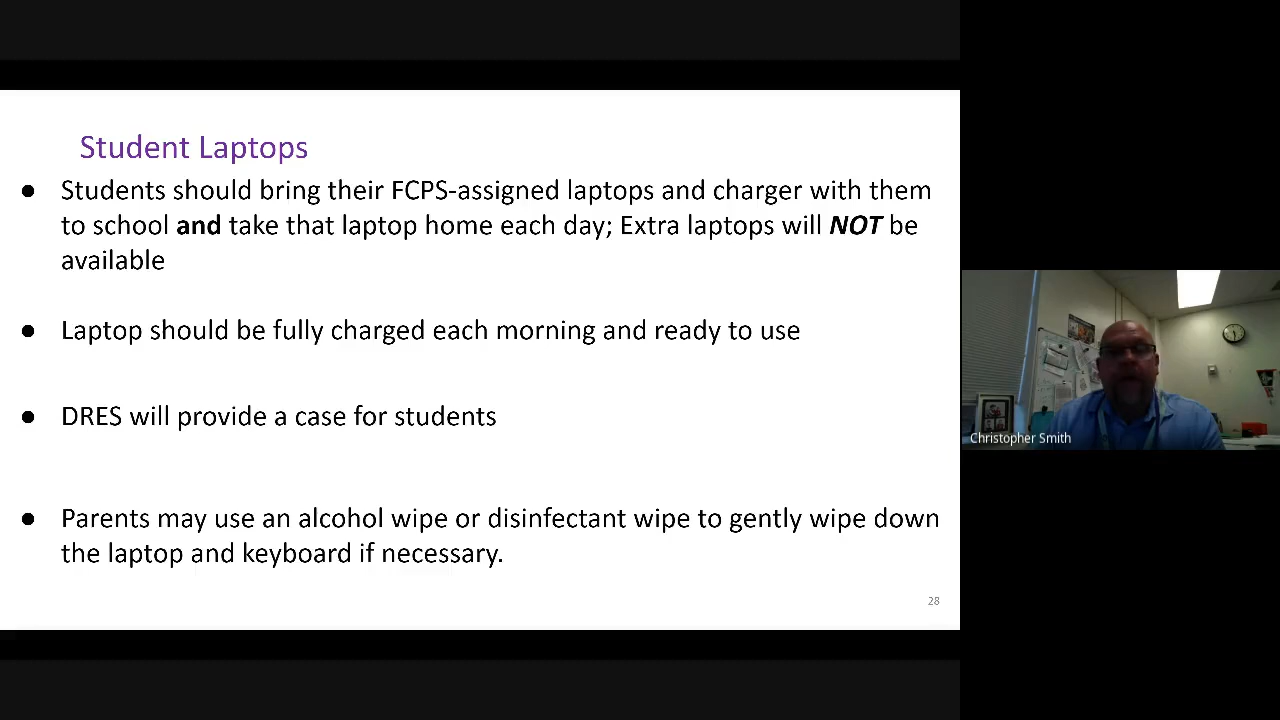 Student Laptops
● Students should bring their FCPS-assigned laptops and charger with them
to school and take that laptop home each day; Extra laptops will NOT be
available
● Laptop should be fully charged each morning and ready to use
● DRES will provide a case for students
● Parents may use an alcohol wipe or disinfectant wipe to gently wipe down
the laptop and keyboard if necessary.
28
Christopher Smith